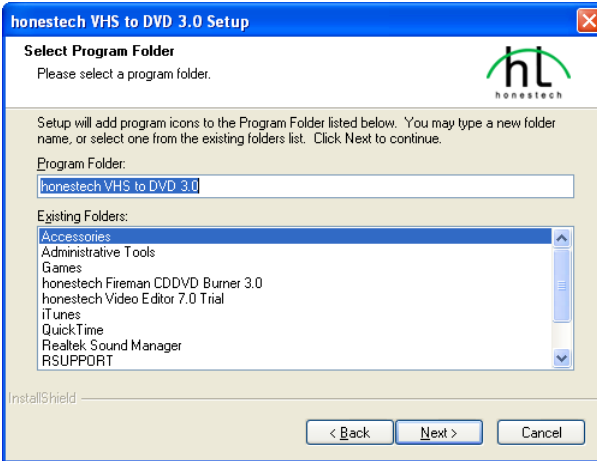 honestech VHS to DVD 3.0 Setup
Select Program Folder
Please select a program folder.
ht
honestech
Setup will add program icons to the Program Folder listed below. You may type a new folder
name, or select one from the existing folders list. Click Next to continue.
Program Folder:
honestech VHS to DVD 3.0
Existing Folders:
Accessories
Administrative Tools
Games
honestech Fireman CDDVD Burner 3.0
honestech Video Editor 7.0 Trial
iTunes
QuickTime
Realtek Sound Manager
RSUPPORT
InstallShield
< Back
Next >
Cancel